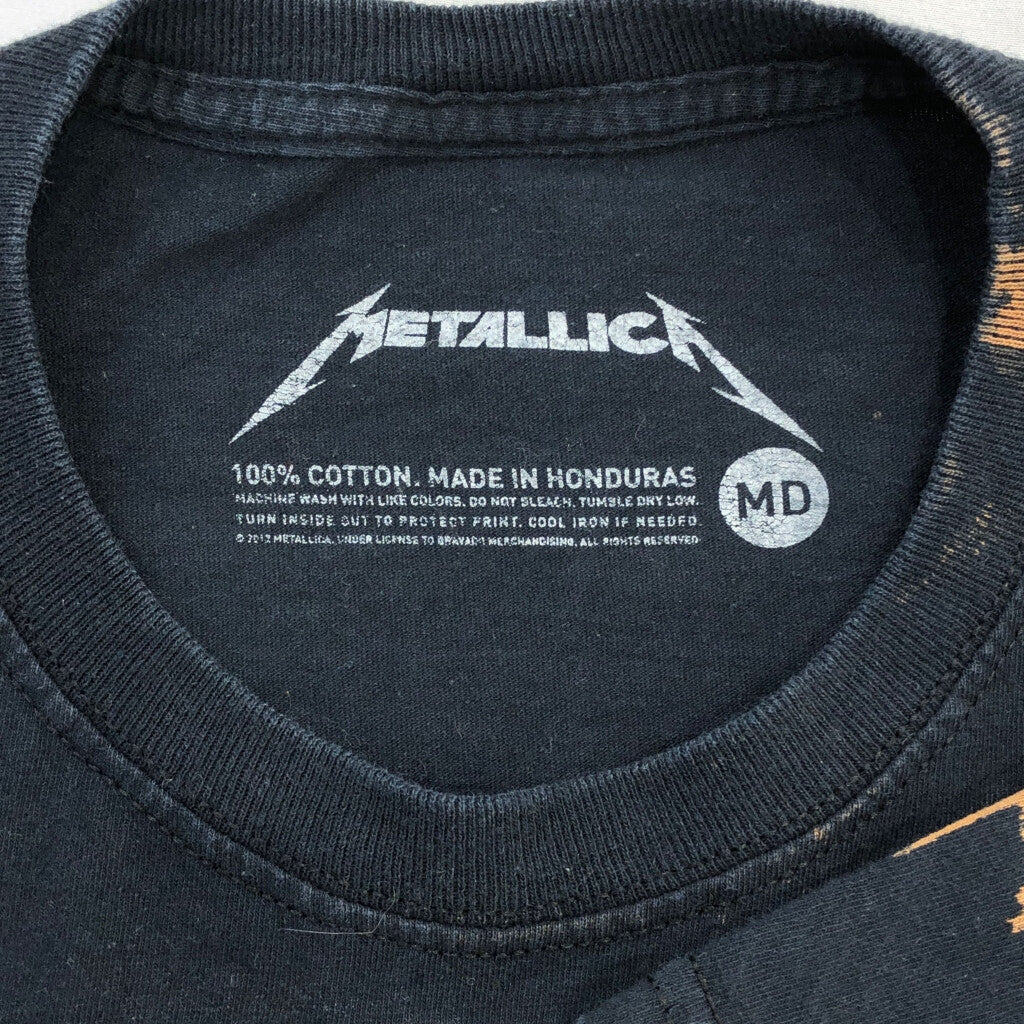 METALLICA
100% COTTON. MADE IN HONDURAS
MACHINE WASH WITH LIKE COLORS. DO NOT BLEACH. TUMBLE DRY LOW.
TURN INSIDE OUT TO PROTECT PRINT. COOL IRON IF NEEDED.
© 2012 METALLICA. UNDER LICENSE TO BRAVADO MERCHANDISING. ALL RIGHTS RESERVED
MD